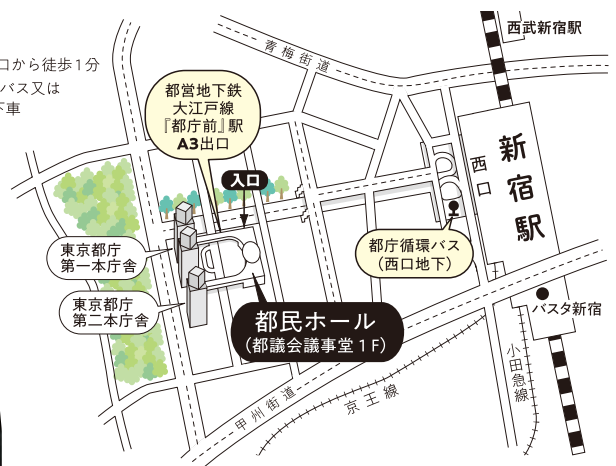 口から徒歩1分
バス又は
下車
西武新宿駅
青梅街道
都営地下鉄
大江戸線
『都庁前』駅
A3出口
入口
西口
新宿駅
東京都庁
第一本庁舎
都庁循環バス
(西口地下)
東京都庁
第二本庁舎
バスタ新宿
都民ホール
(都議会議事堂1F)
小田急線
京王線
甲州街道